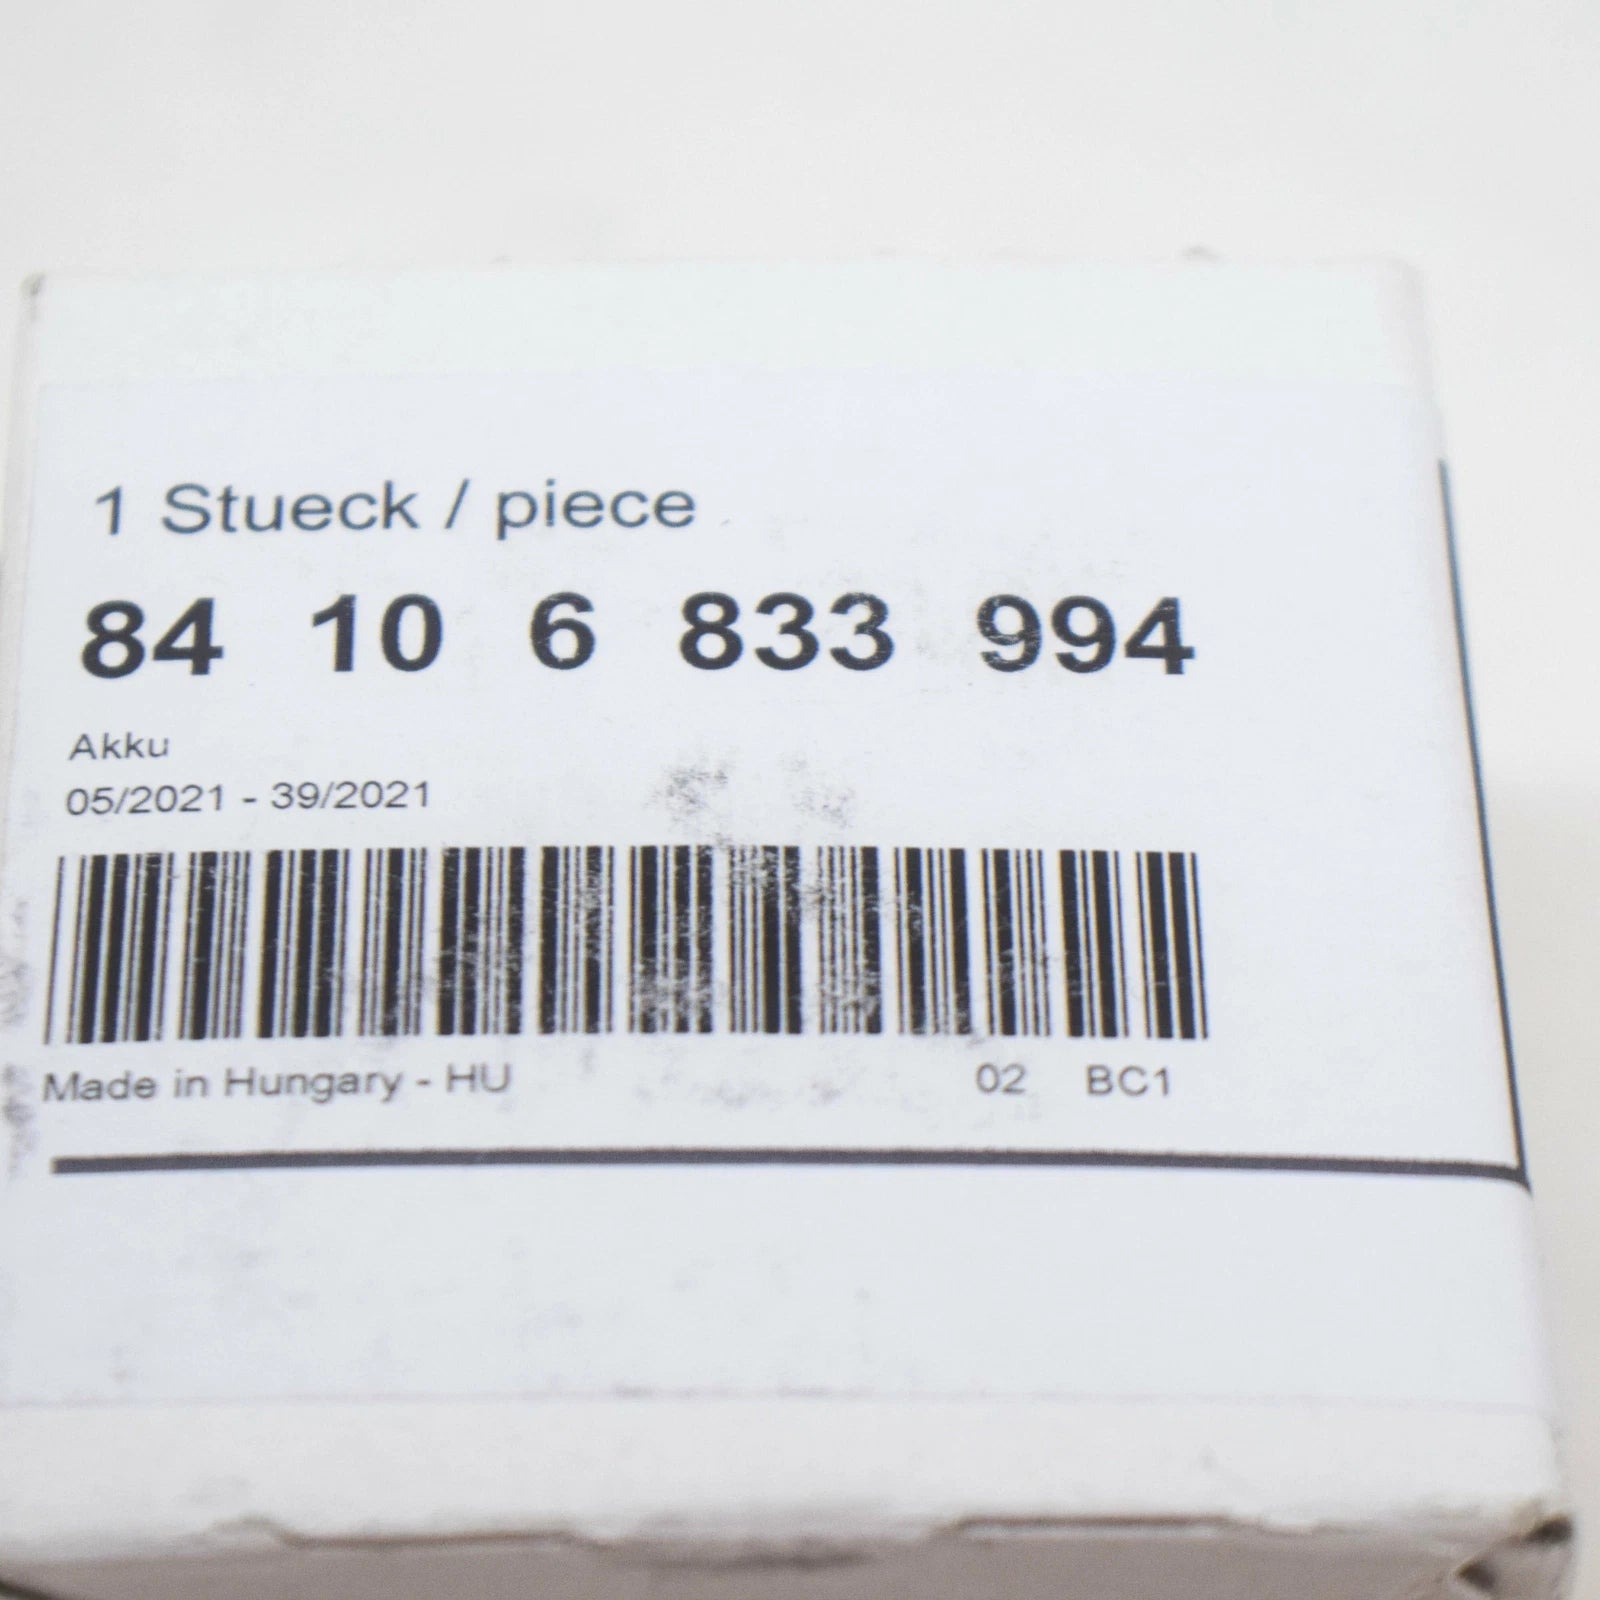 1 Stueck / piece
84 10 6 833 994
Akku
05/2021 - 39/2021
Made in Hungary - HU 02 BC1